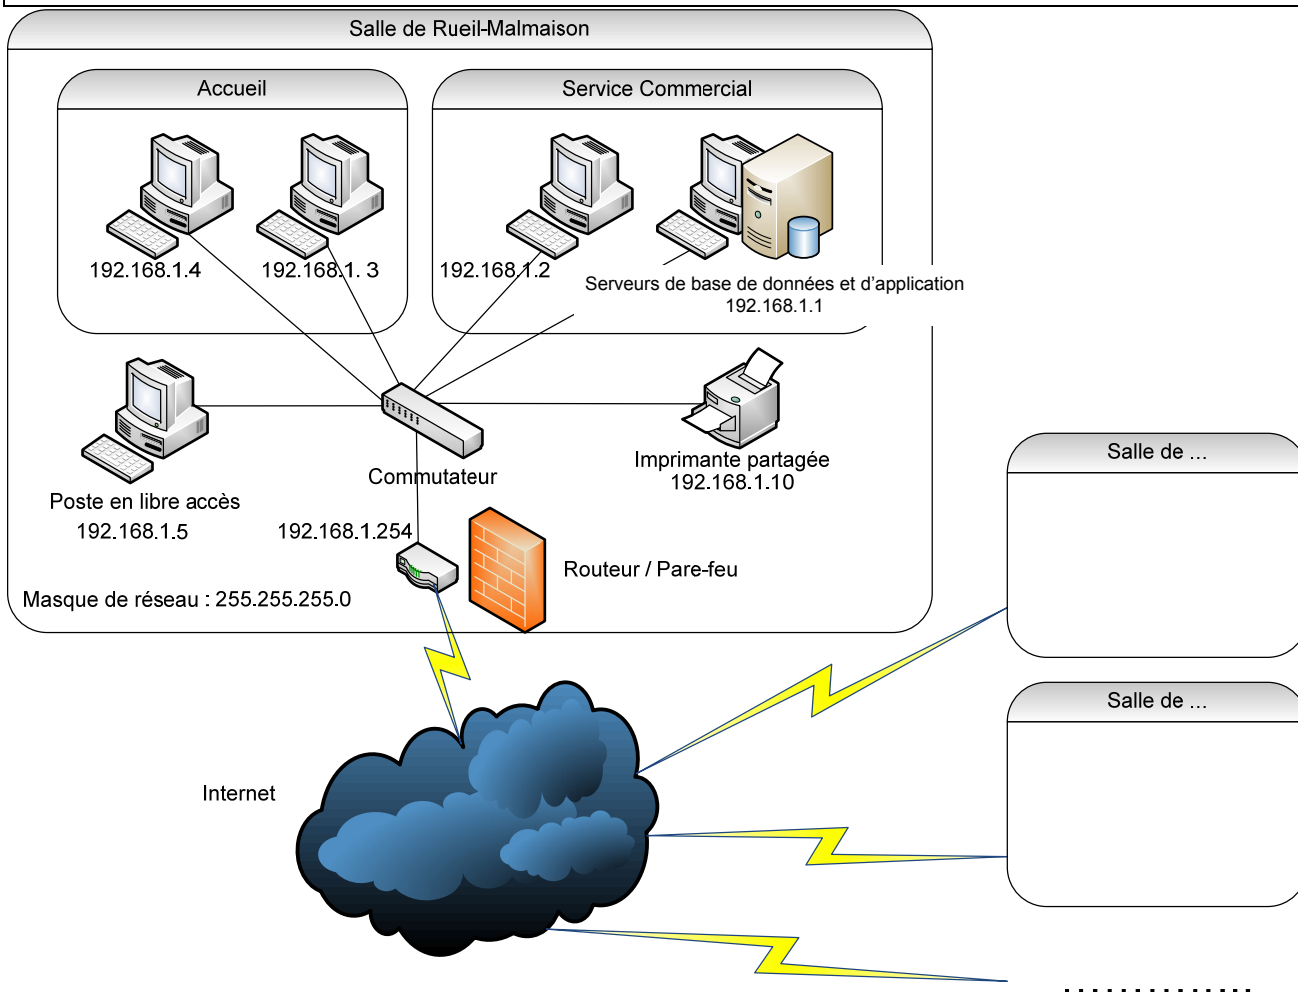 Salle de Rueil-Malmaison
Accueil
Service Commercial
192.168.1.4
192.168.1. 3
192.168.1.2
Serveurs de base de données et d'application
192.168.1.1
Poste en libre accès
192.168.1.5
Commutateur
Imprimante partagée
192.168.1.10
192.168.1.254
Routeur / Pare-feu
Masque de réseau : 255.255.255.0
Salle de ...
Salle de ...
Internet
..............